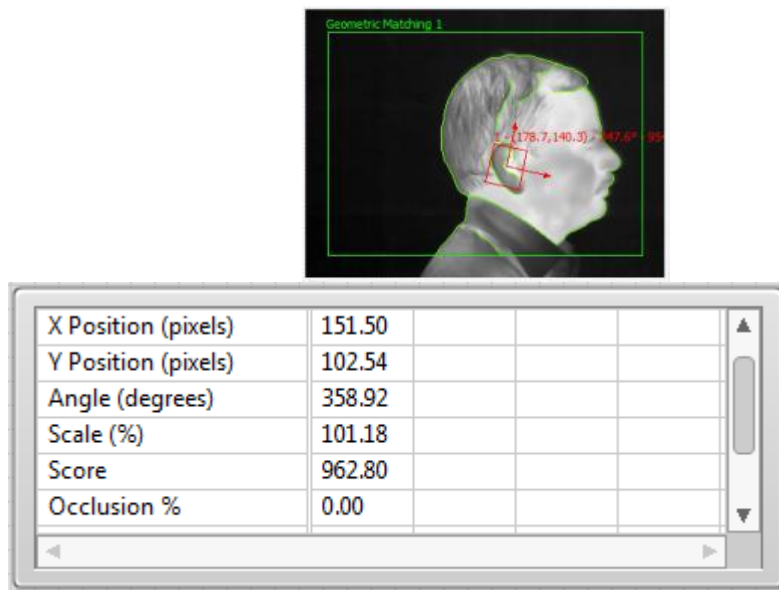 Geometric Matching 1
1 - (178.7,140.3) - 347.6° - 954
X Position (pixels) 151.50
Y Position (pixels) 102.54
Angle (degrees) 358.92
Scale (%) 101.18
Score 962.80
Occlusion % 0.00